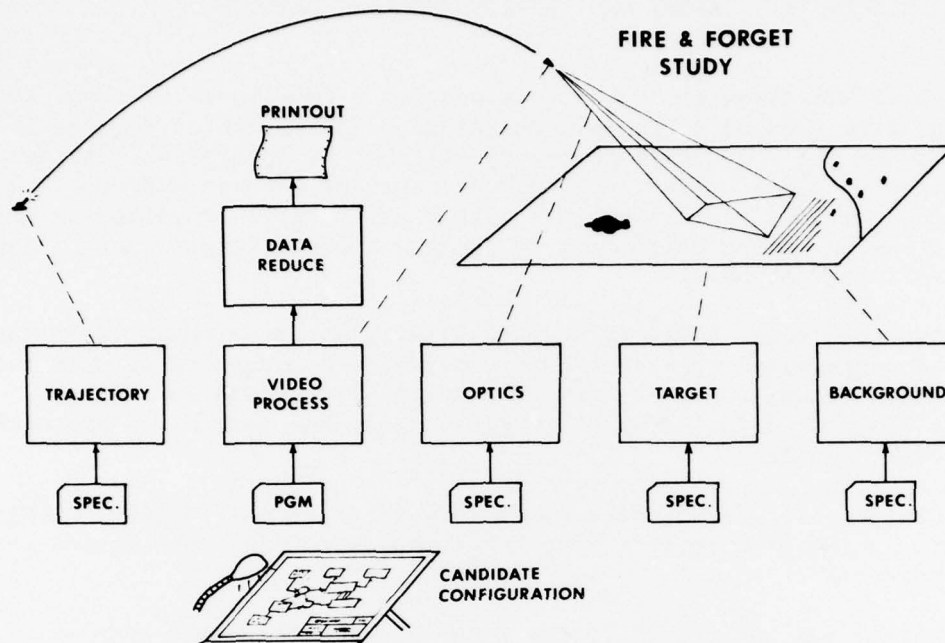 FIRE & FORGET
STUDY
PRINTOUT
DATA
REDUCE
TRAJECTORY
VIDEO
PROCESS
OPTICS
TARGET
BACKGROUND
SPEC.
PGM
SPEC.
SPEC.
SPEC.
CANDIDATE
CONFIGURATION